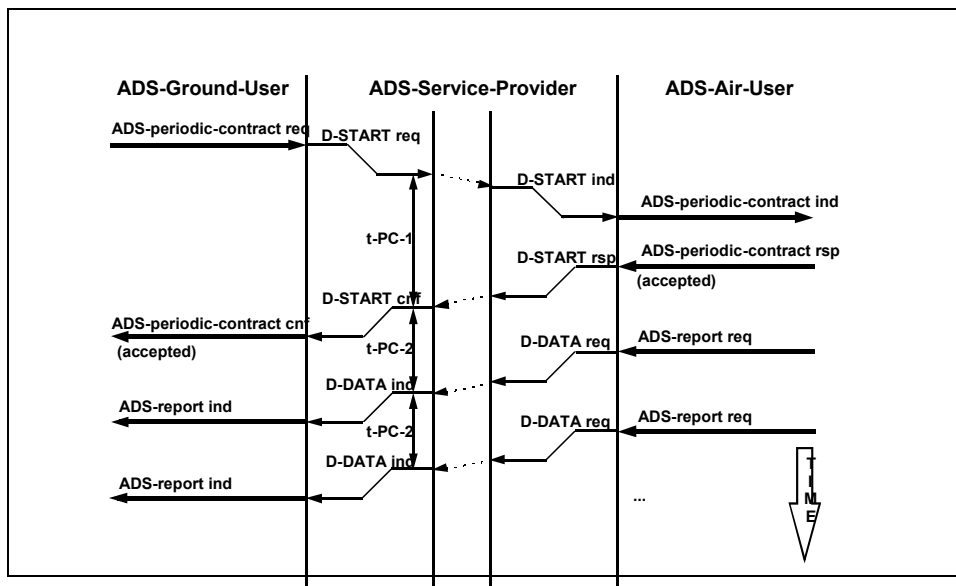 ADS-Ground-User ADS-Service-Provider ADS-Air-User
ADS-periodic-contract req
D-START req
D-START ind
ADS-periodic-contract ind
t-PC-1
ADS-periodic-contract rsp
D-START rsp
(accepted)
D-START cnf
ADS-periodic-contract cnf
(accepted)
t-PC-2
D-DATA req
ADS-report req
D-DATA ind
ADS-report ind
t-PC-2
D-DATA req
ADS-report req
D-DATA ind
ADS-report ind
...
TIME